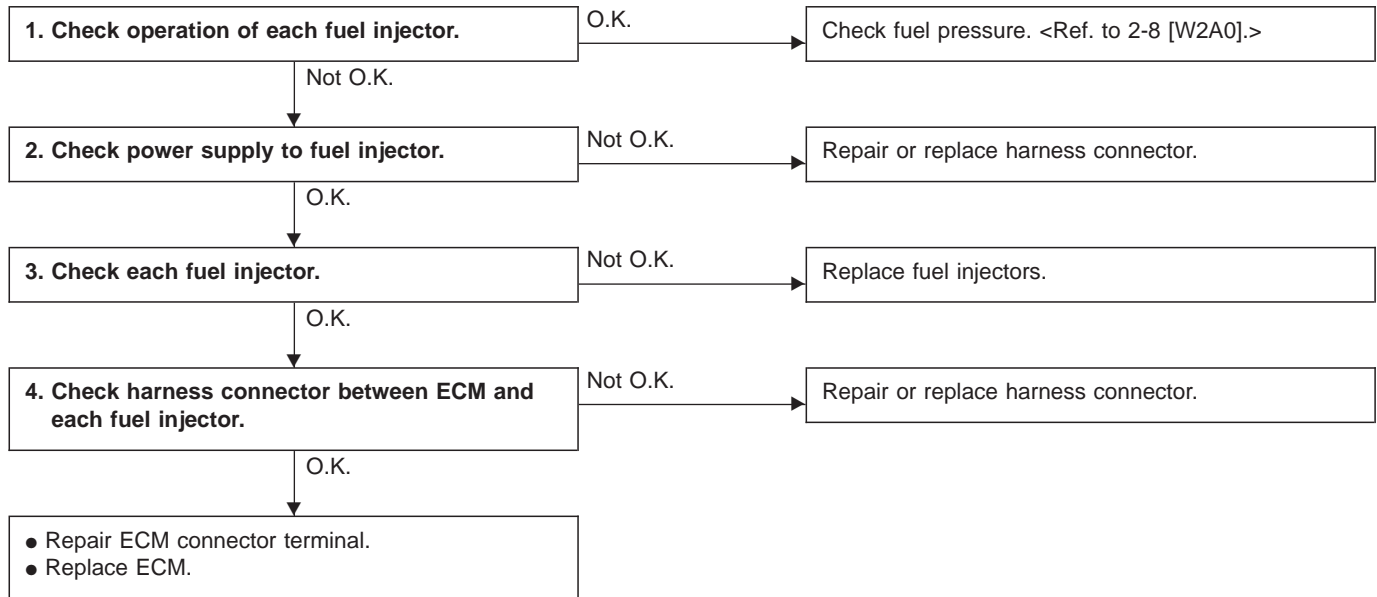 1. Check operation of each fuel injector.
O.K.
Check fuel pressure. <Ref. to 2-8 [W2A0].>
Not O.K.
2. Check power supply to fuel injector.
Not O.K.
Repair or replace harness connector.
O.K.
3. Check each fuel injector.
Not O.K.
Replace fuel injectors.
O.K.
4. Check harness connector between ECM and
each fuel injector.
Not O.K.
Repair or replace harness connector.
O.K.
● Repair ECM connector terminal.
● Replace ECM.